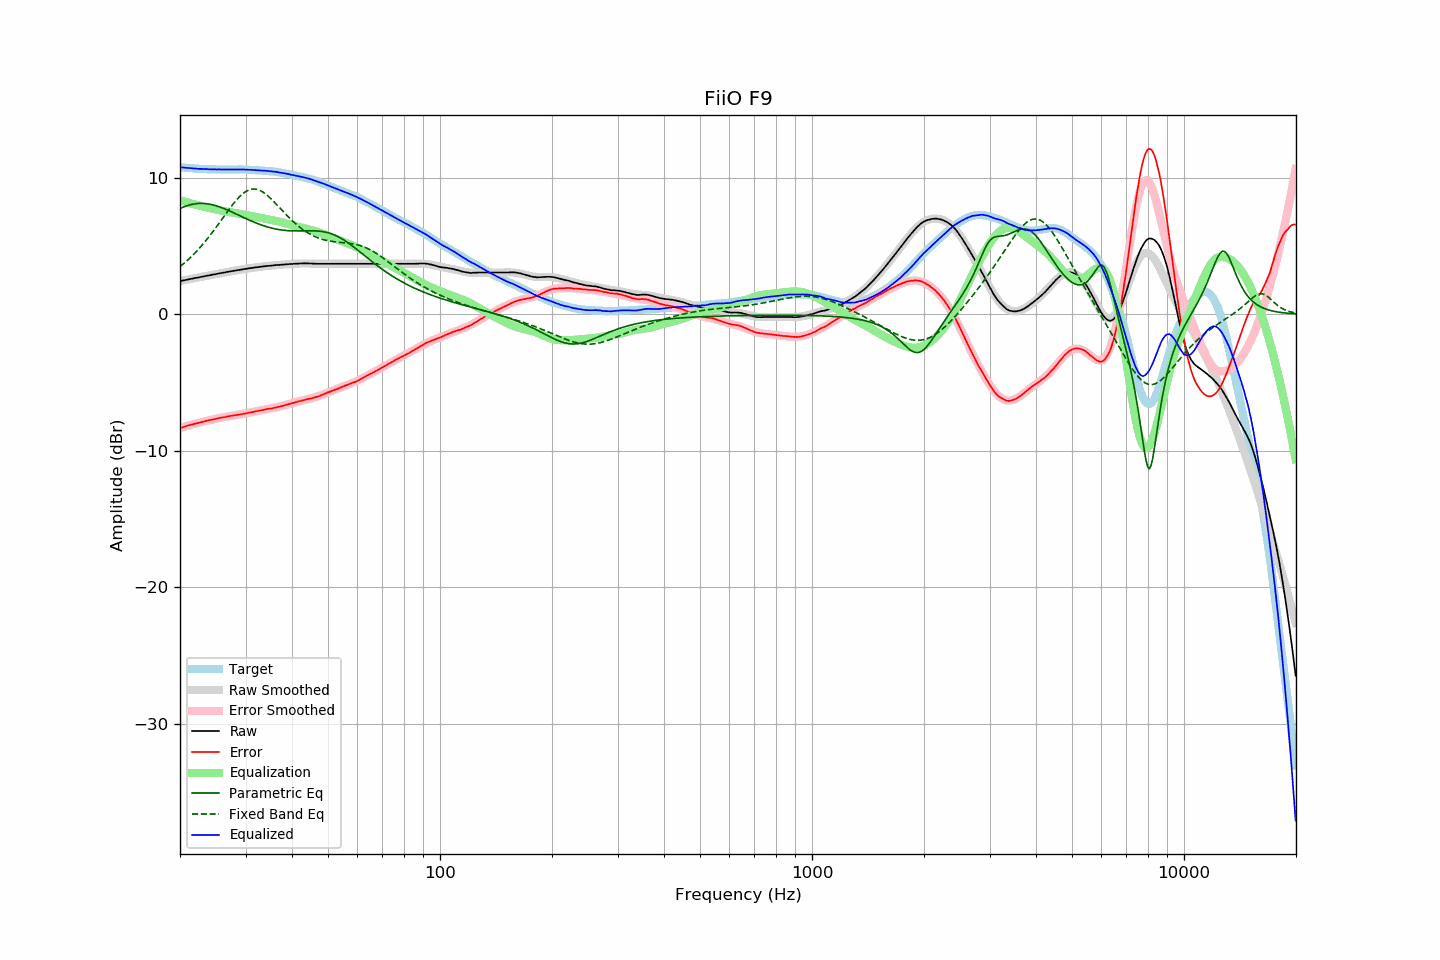 FiiO F9
10
0
−10
−20
−30
Amplitude (dBr)
100
1000
10000
Frequency (Hz)
Target
Raw Smoothed
Error Smoothed
Raw
Error
Equalization
Parametric Eq
Fixed Band Eq
Equalized